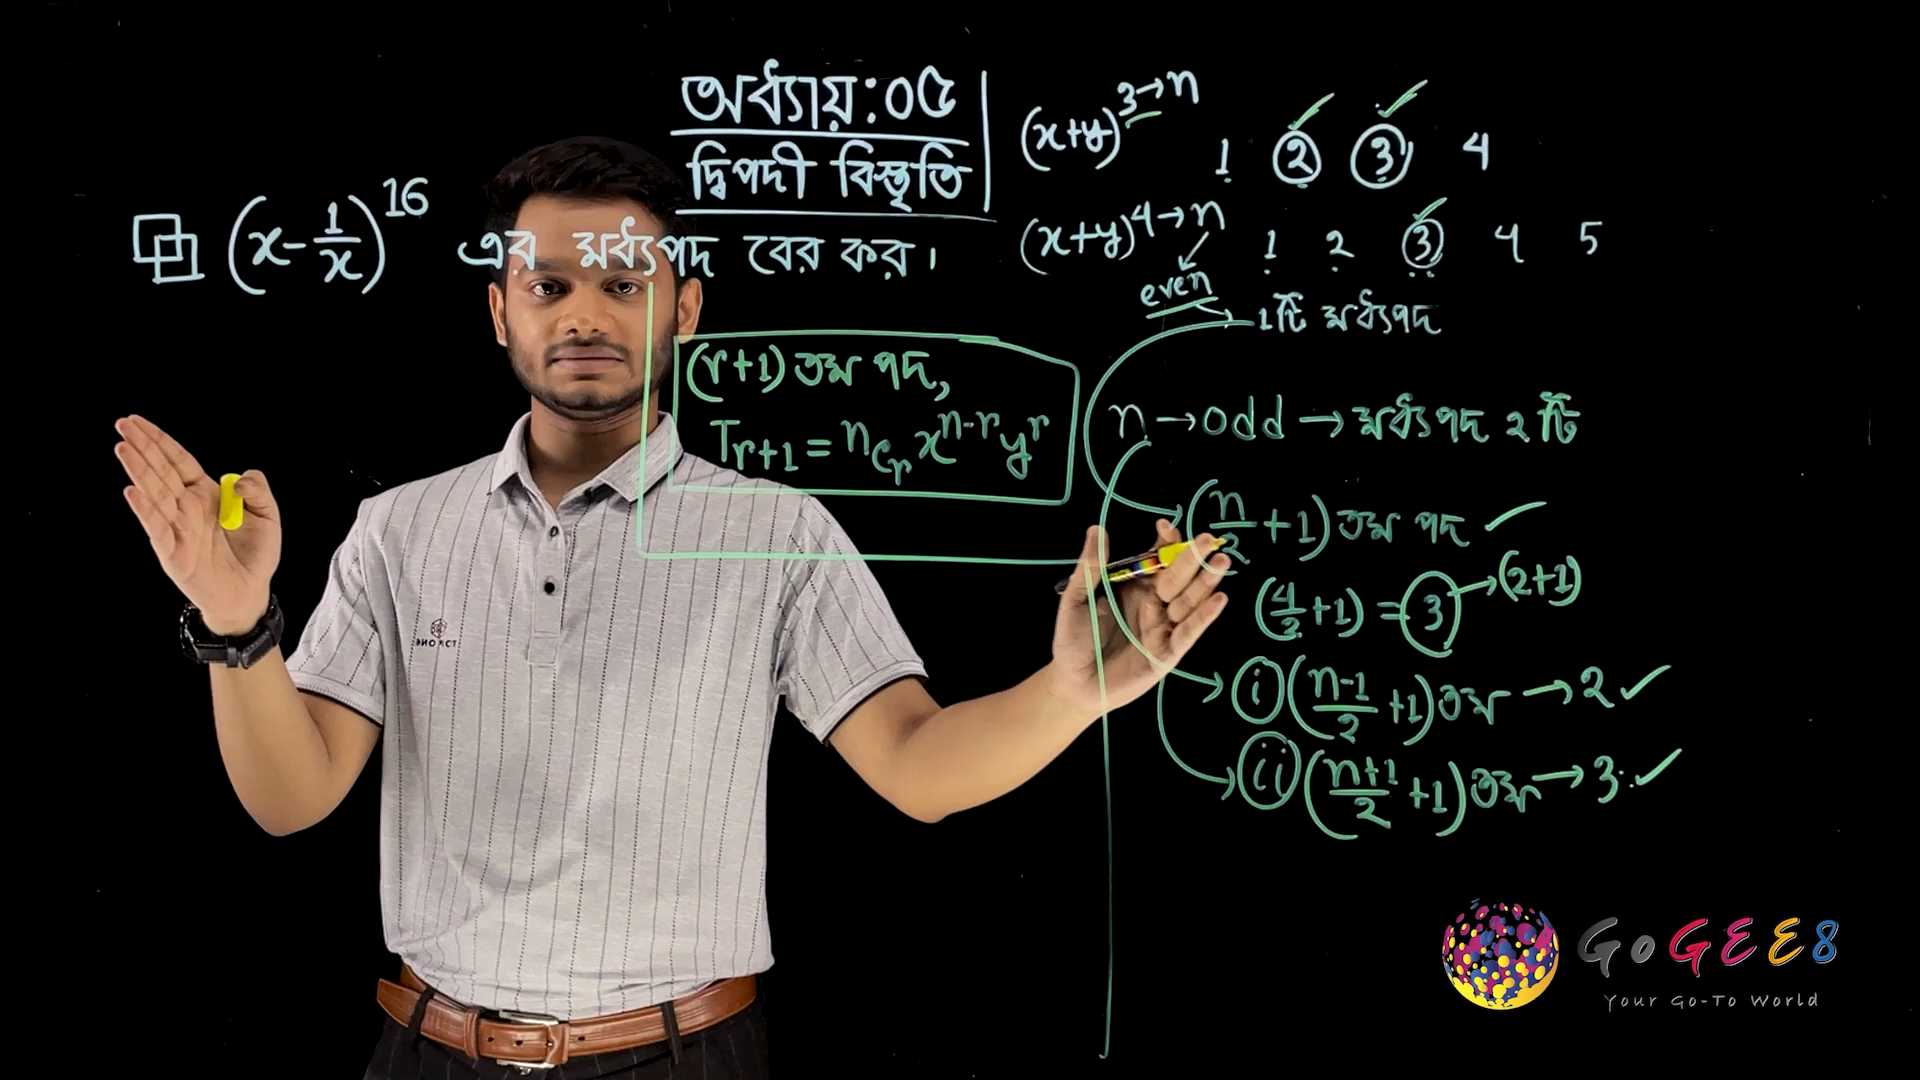 অধ্যায়:০৫
দ্বিপদী বিস্তৃতি
(x - 1/x)^16 এর মধ্যপদ বের কর।
(r+1) তম পদ,
T_{r+1} = nC_r x^{n-r} y^r
(x+y)^3 → n
1 2 3 4
(x+y)^4 → n
1 2 3 4 5
even → 1টি মধ্যপদ
n → odd → মধ্যপদ 2 টি
(n/2 + 1) তম পদ ✓
(4/2 + 1) = 3 → (2+1)
i ((n-1)/2 + 1) তম → 2 ✓
ii ((n+1)/2 + 1) তম → 3 ✓
GoGEE8
Your Go-To World